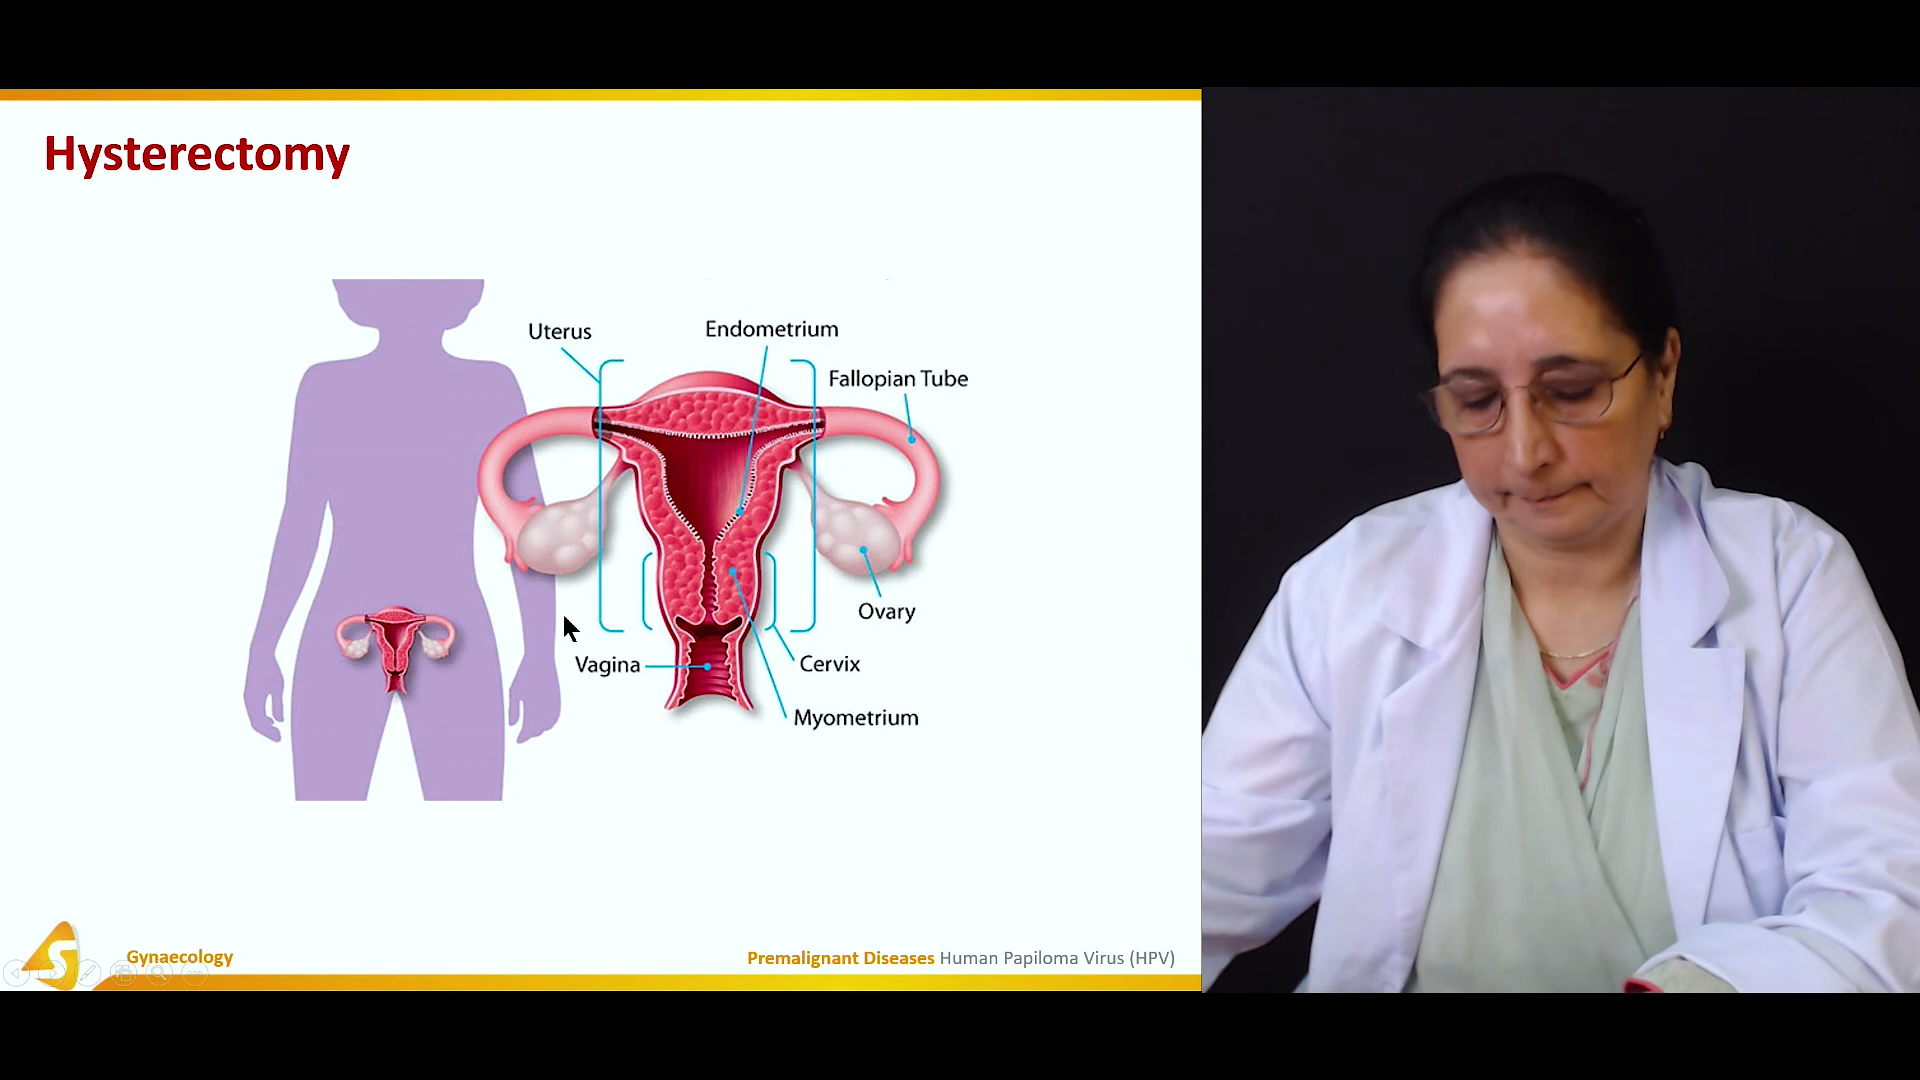 Hysterectomy
Uterus
Endometrium
Fallopian Tube
Ovary
Vagina
Cervix
Myometrium
S
Gynaecology
Premalignant Diseases Human Papiloma Virus (HPV)